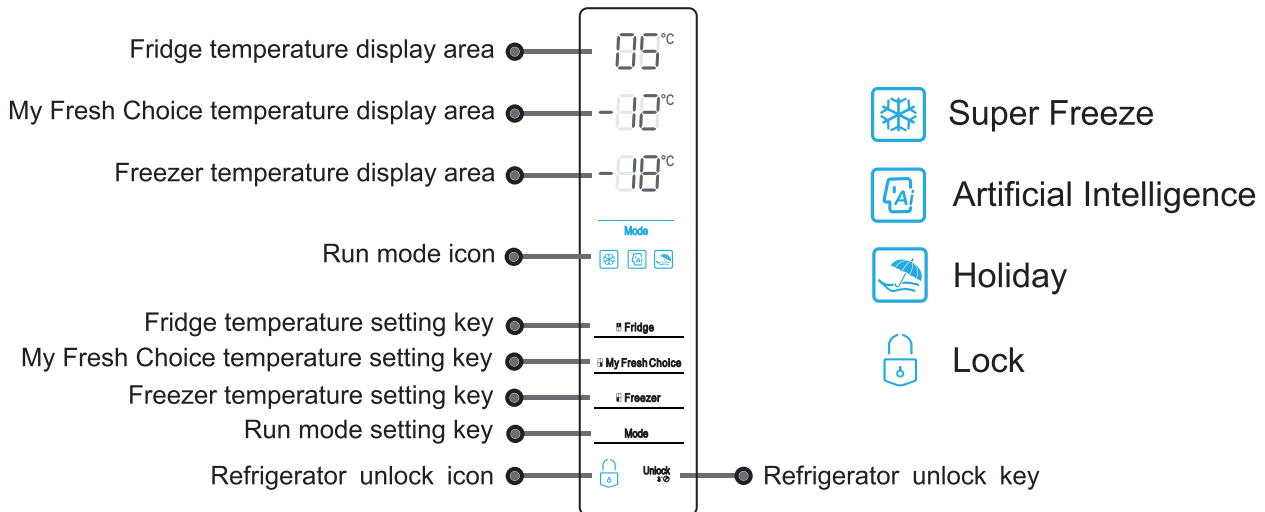 Fridge temperature display area
05 °C
My Fresh Choice temperature display area
-12 °C
Freezer temperature display area
-18 °C
Mode
Run mode icon
Ai
Fridge temperature setting key
Fridge
My Fresh Choice temperature setting key
My Fresh Choice
Freezer temperature setting key
Freezer
Run mode setting key
Mode
Refrigerator unlock icon
Unlock
Refrigerator unlock key
Super Freeze
Ai
Artificial Intelligence
Holiday
Lock